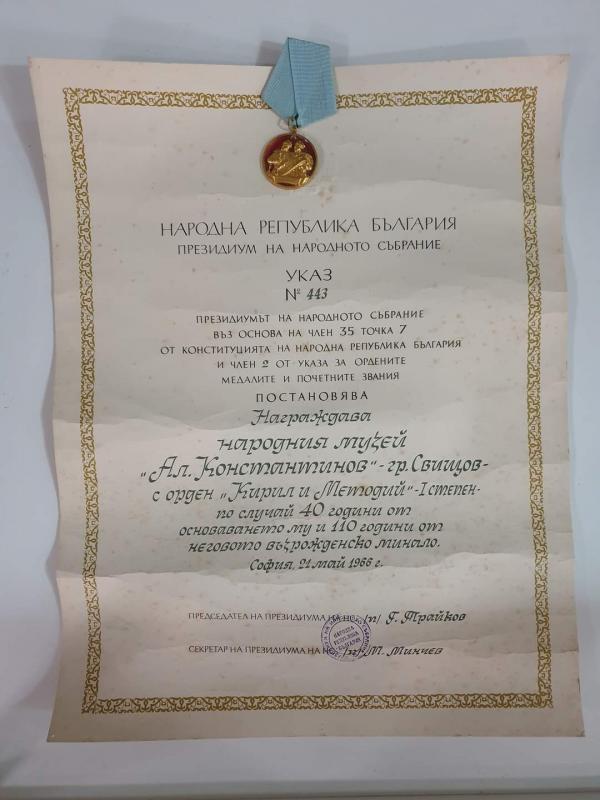 НАРОДНА РЕПУБЛИКА БЪЛГАРИЯ
ПРЕЗИДИУМ НА НАРОДНОТО СЪБРАНИЕ
УКАЗ
№ 443
ПРЕЗИДИУМЪТ НА НАРОДНОТО СЪБРАНИЕ
ВЪЗ ОСНОВА НА ЧЛЕН 35 ТОЧКА 7
ОТ КОНСТИТУЦИЯТА НА НАРОДНА РЕПУБЛИКА БЪЛГАРИЯ
И ЧЛЕН 2 ОТ УКАЗА ЗА ОРДЕНИТЕ
МЕДАЛИТЕ И ПОЧЕТНИТЕ ЗВАНИЯ
ПОСТАНОВЯВА
Награждава
народния музей
„Ал. Константинов"-гр. Свищов-
с орден „Кирил и Методий"-I степен-
по случай 40 години от
основаването му и 110 години от
неговото възрожденско минало.
София, 21 май 1966 г.
ПРЕДСЕДАТЕЛ НА ПРЕЗИДИУМА НА НС /п/ Г. Трайков
СЕКРЕТАР НА ПРЕЗИДИУМА НА М. Минчев
НАРОДНА
РЕПУБЛИКА
БЪЛГАРИЯ